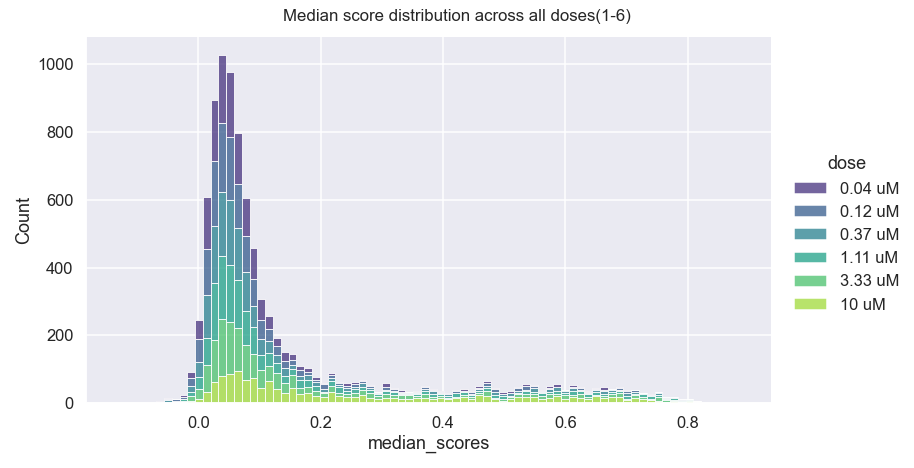 Median score distribution across all doses(1-6)
1000
800
600
400
200
0
Count
0.0 0.2 0.4 0.6 0.8
median_scores
dose
0.04 uM
0.12 uM
0.37 uM
1.11 uM
3.33 uM
10 uM